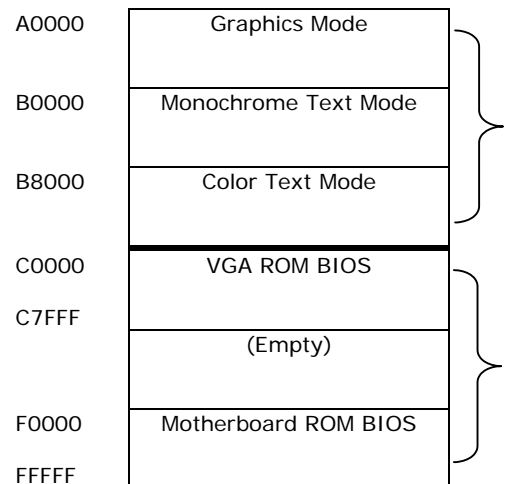 A0000 Graphics Mode
B0000 Monochrome Text Mode
B8000 Color Text Mode
C0000 VGA ROM BIOS
C7FFF
(Empty)
F0000 Motherboard ROM BIOS
FFFFF